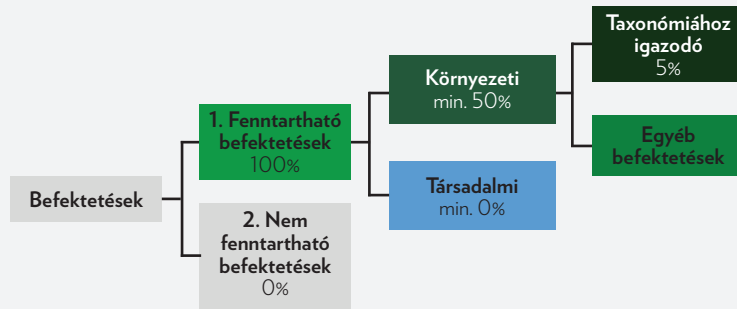 Befektetések
1. Fenntartható
befektetések
100%
2. Nem
fenntartható
befektetések
0%
Környezeti
min. 50%
Társadalmi
min. 0%
Taxonómiához
igazodó
5%
Egyéb
befektetések